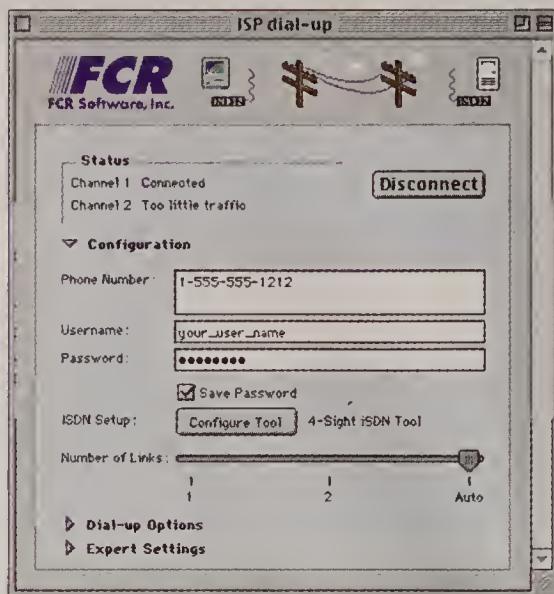 ISP dial-up
FCR
FCR Software, Inc.
ISDN
ISDN
Status
Channel 1 Connected
Channel 2 Too little traffic
Disconnect
Configuration
Phone Number: 1-555-555-1212
Username: your_user_name
Password: ••••••••
Save Password
ISDN Setup: Configure Tool 4-Sight iSDN Tool
Number of Links:
1 2 Auto
Dial-up Options
Expert Settings